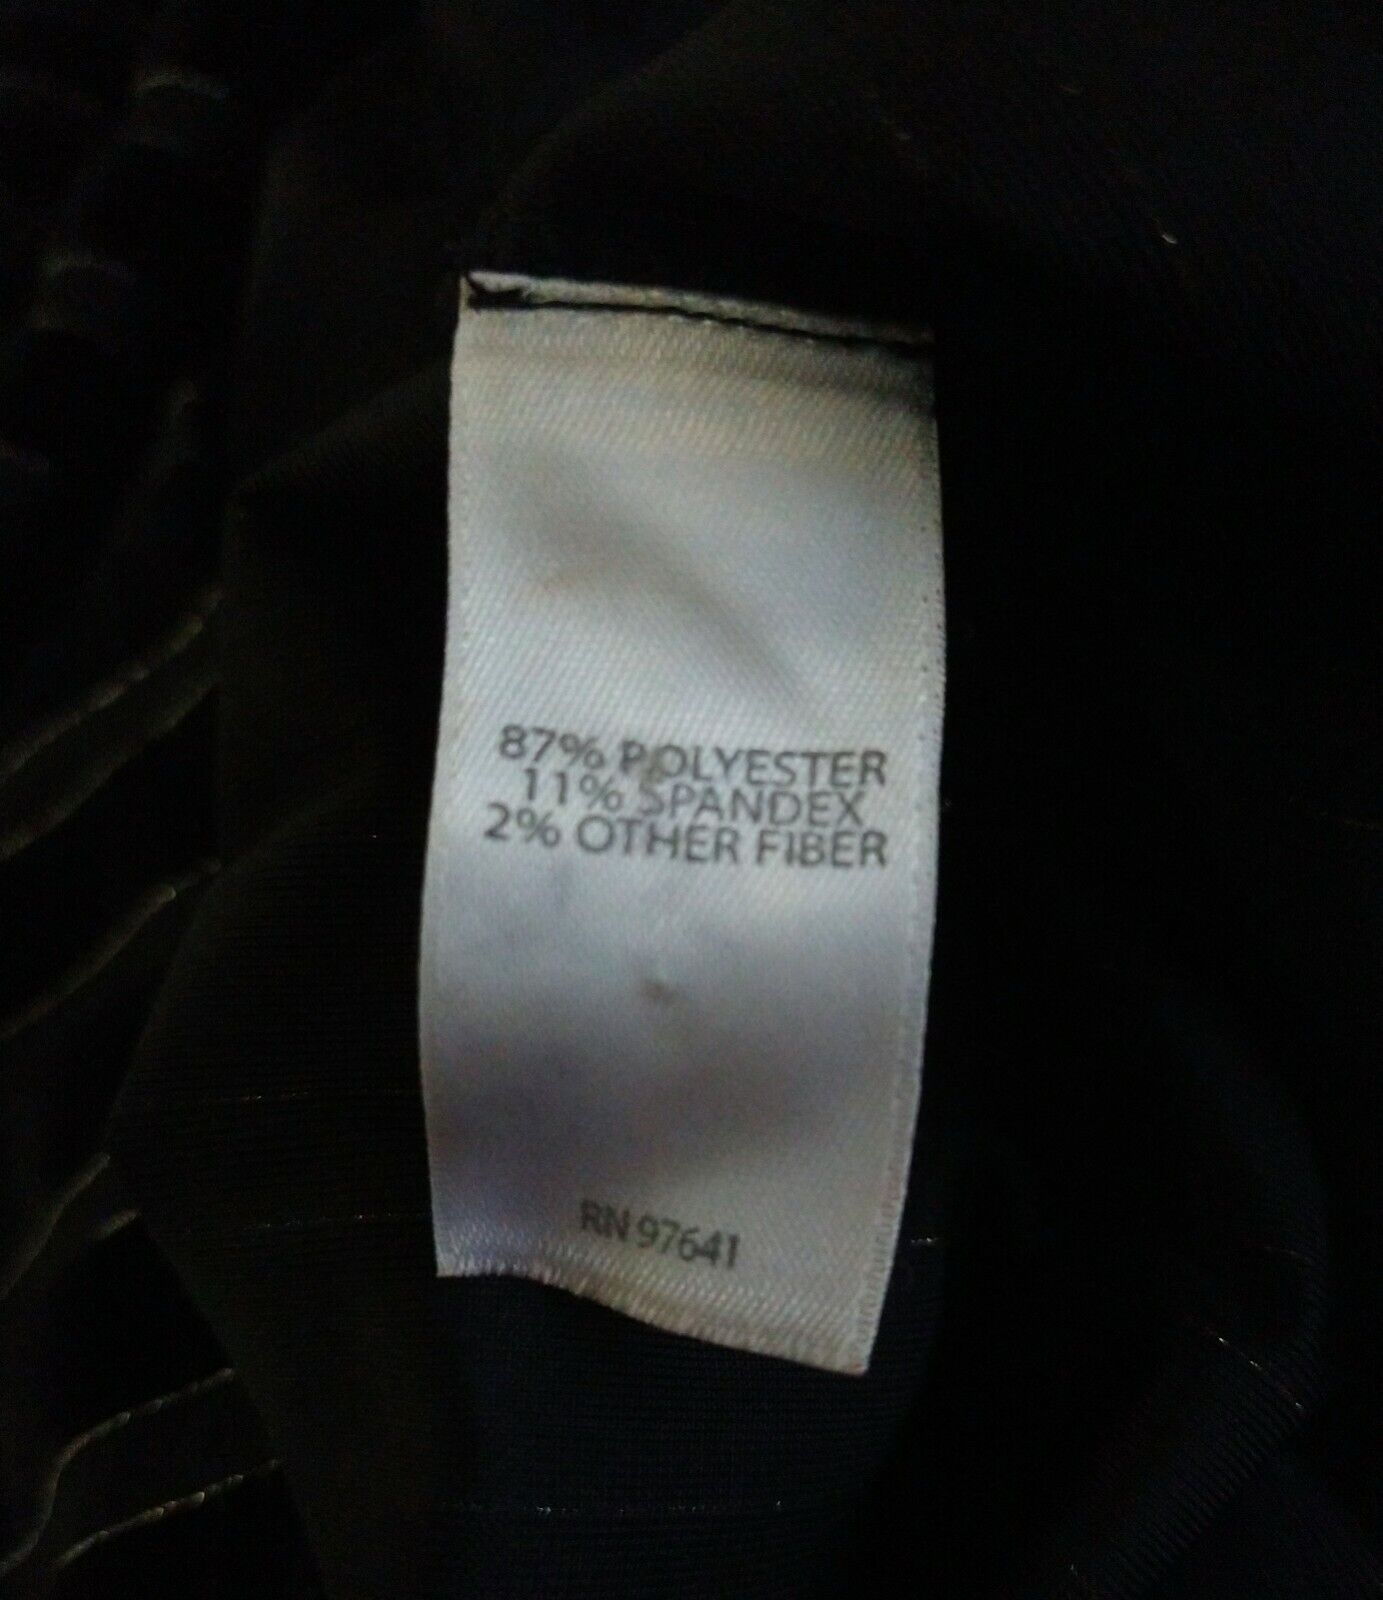 87% POLYESTER
11% SPANDEX
2% OTHER FIBER
RN 97641